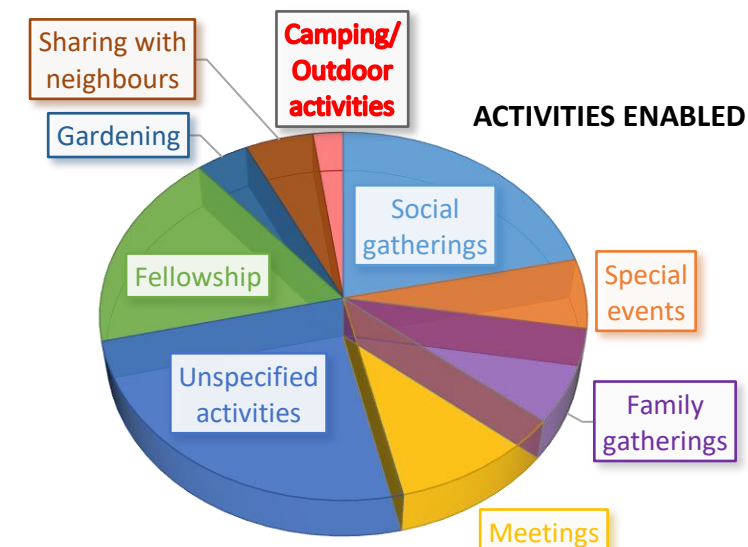 Sharing with
neighbours
Camping/
Outdoor
activities
ACTIVITIES ENABLED
Gardening
Social
gatherings
Fellowship
Special
events
Unspecified
activities
Family
gatherings
Meetings